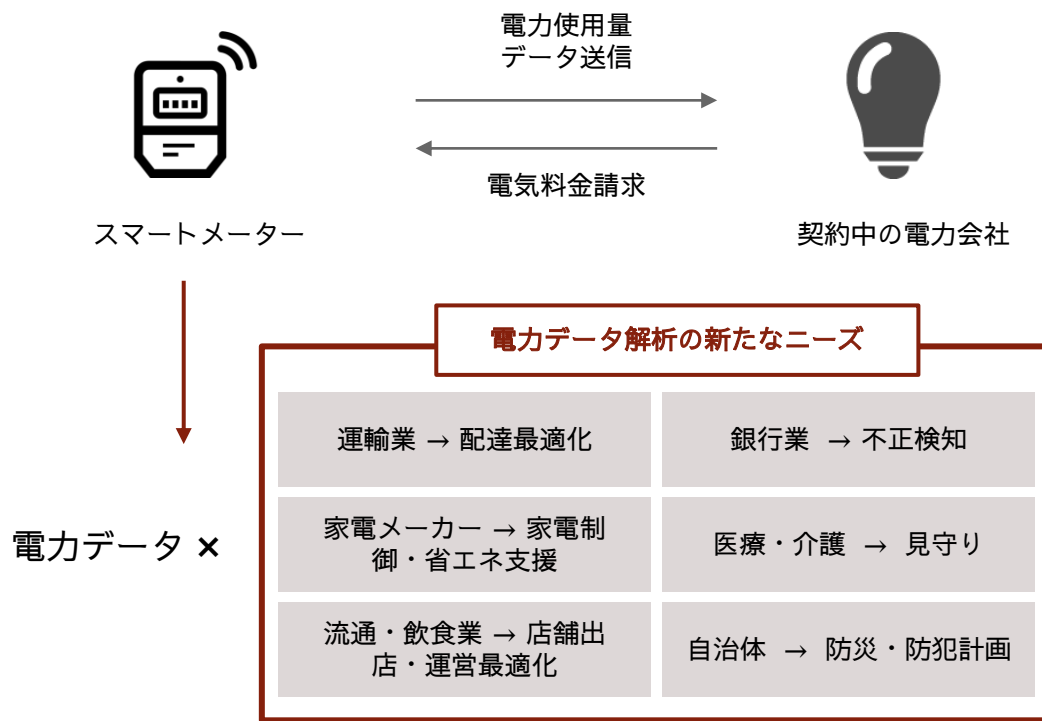 電力使用量
データ送信
電気料金請求
スマートメーター
契約中の電力会社
電力データ解析の新たなニーズ
運輸業 → 配達最適化
銀行業 → 不正検知
電力データ ×
家電メーカー → 家電制
御・省エネ支援
医療・介護 → 見守り
流通・飲食業 → 店舗出
店・運営最適化
自治体 → 防災・防犯計画